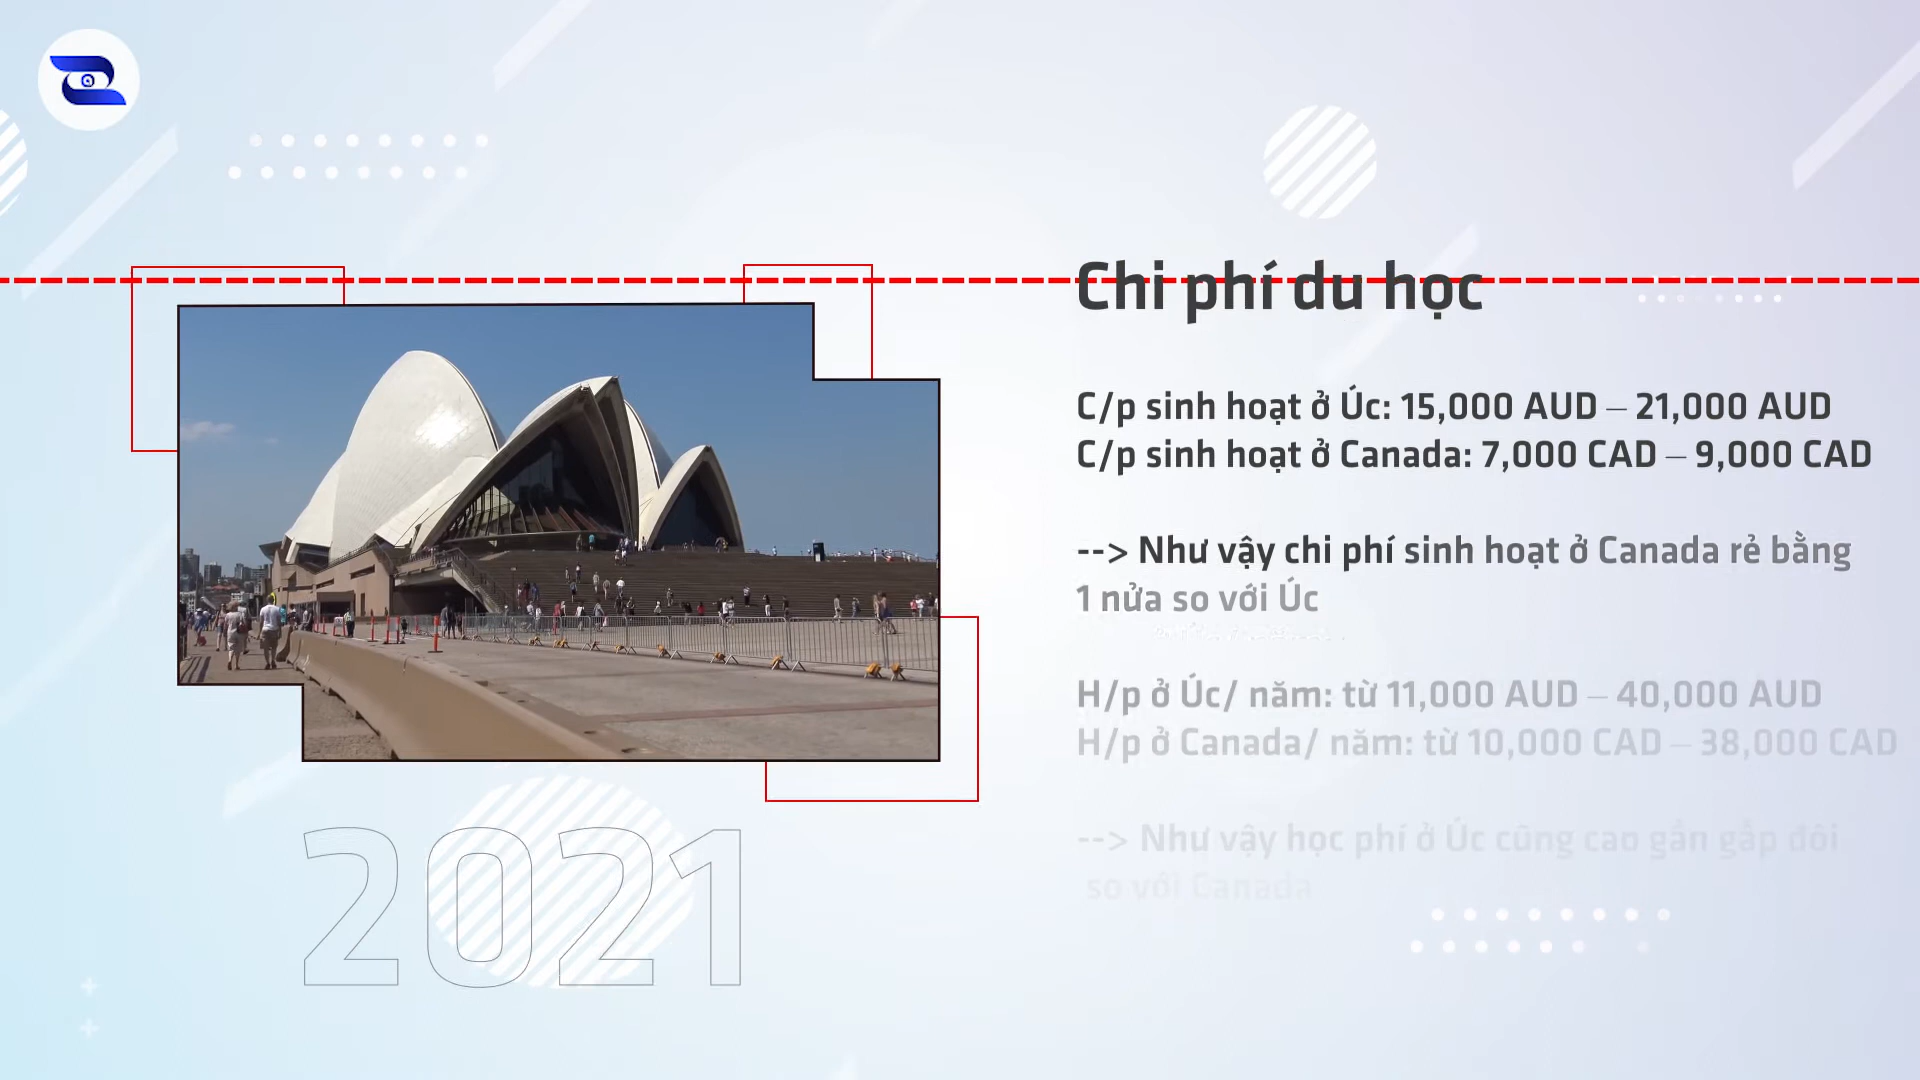 Chi phí du học
C/p sinh hoạt ở Úc: 15,000 AUD – 21,000 AUD
C/p sinh hoạt ở Canada: 7,000 CAD – 9,000 CAD
--> Như vậy chi phí sinh hoạt ở Canada rẻ bằng
1 nửa so với Úc
H/p ở Úc/ năm: từ 11,000 AUD – 40,000 AUD
H/p ở Canada/ năm: từ 10,000 CAD – 38,000 CAD
--> Như vậy học phí ở Úc cũng cao gần gấp đôi
so với Canada
2021